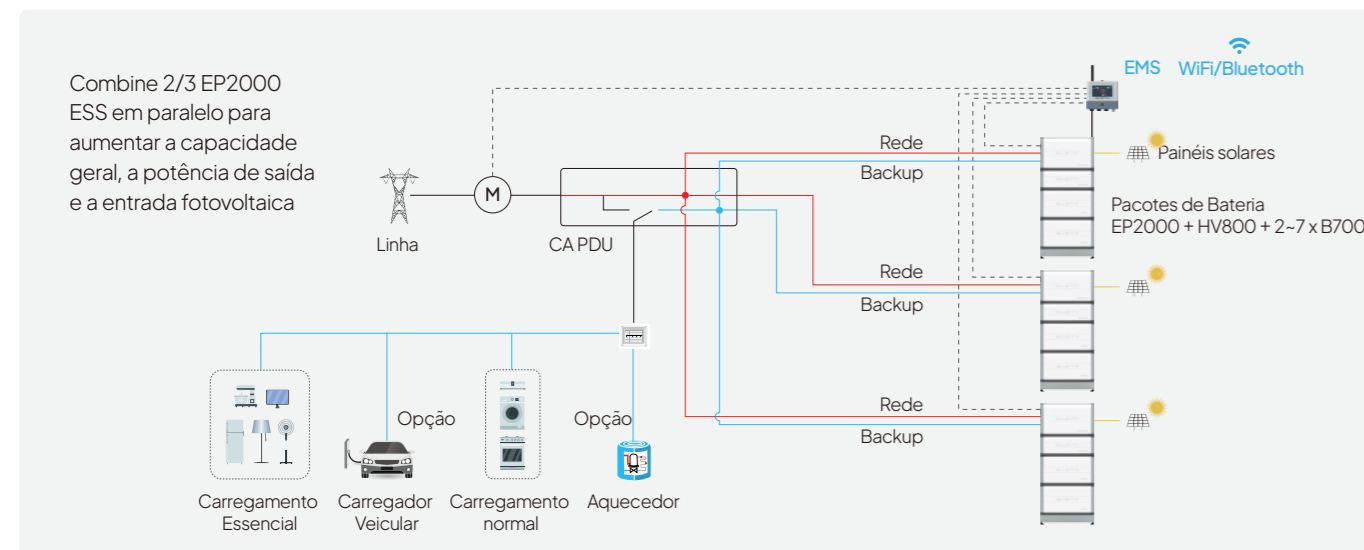 Combine 2/3 EP2000
ESS em paralelo para
aumentar a capacidade
geral, a potência de saída
e a entrada fotovoltaica
EMS
WiFi/Bluetooth
Rede
Backup
Painéis solares
M
Linha
CA PDU
Pacotes de Bateria
EP2000 + HV800 + 2~7 x B700
Rede
Backup
Rede
Backup
Opção
Opção
Carregamento
Essencial
Carregador
Veicular
Carregamento
normal
Aquecedor